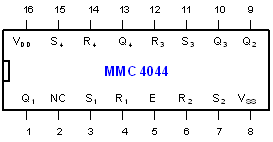 16 15 14 13 12 11 10 9
VDD S4 R4 Q4 R3 S3 Q3 Q2
MMC 4044
Q1 NC S1 R1 E R2 S2 VSS
1 2 3 4 5 6 7 8